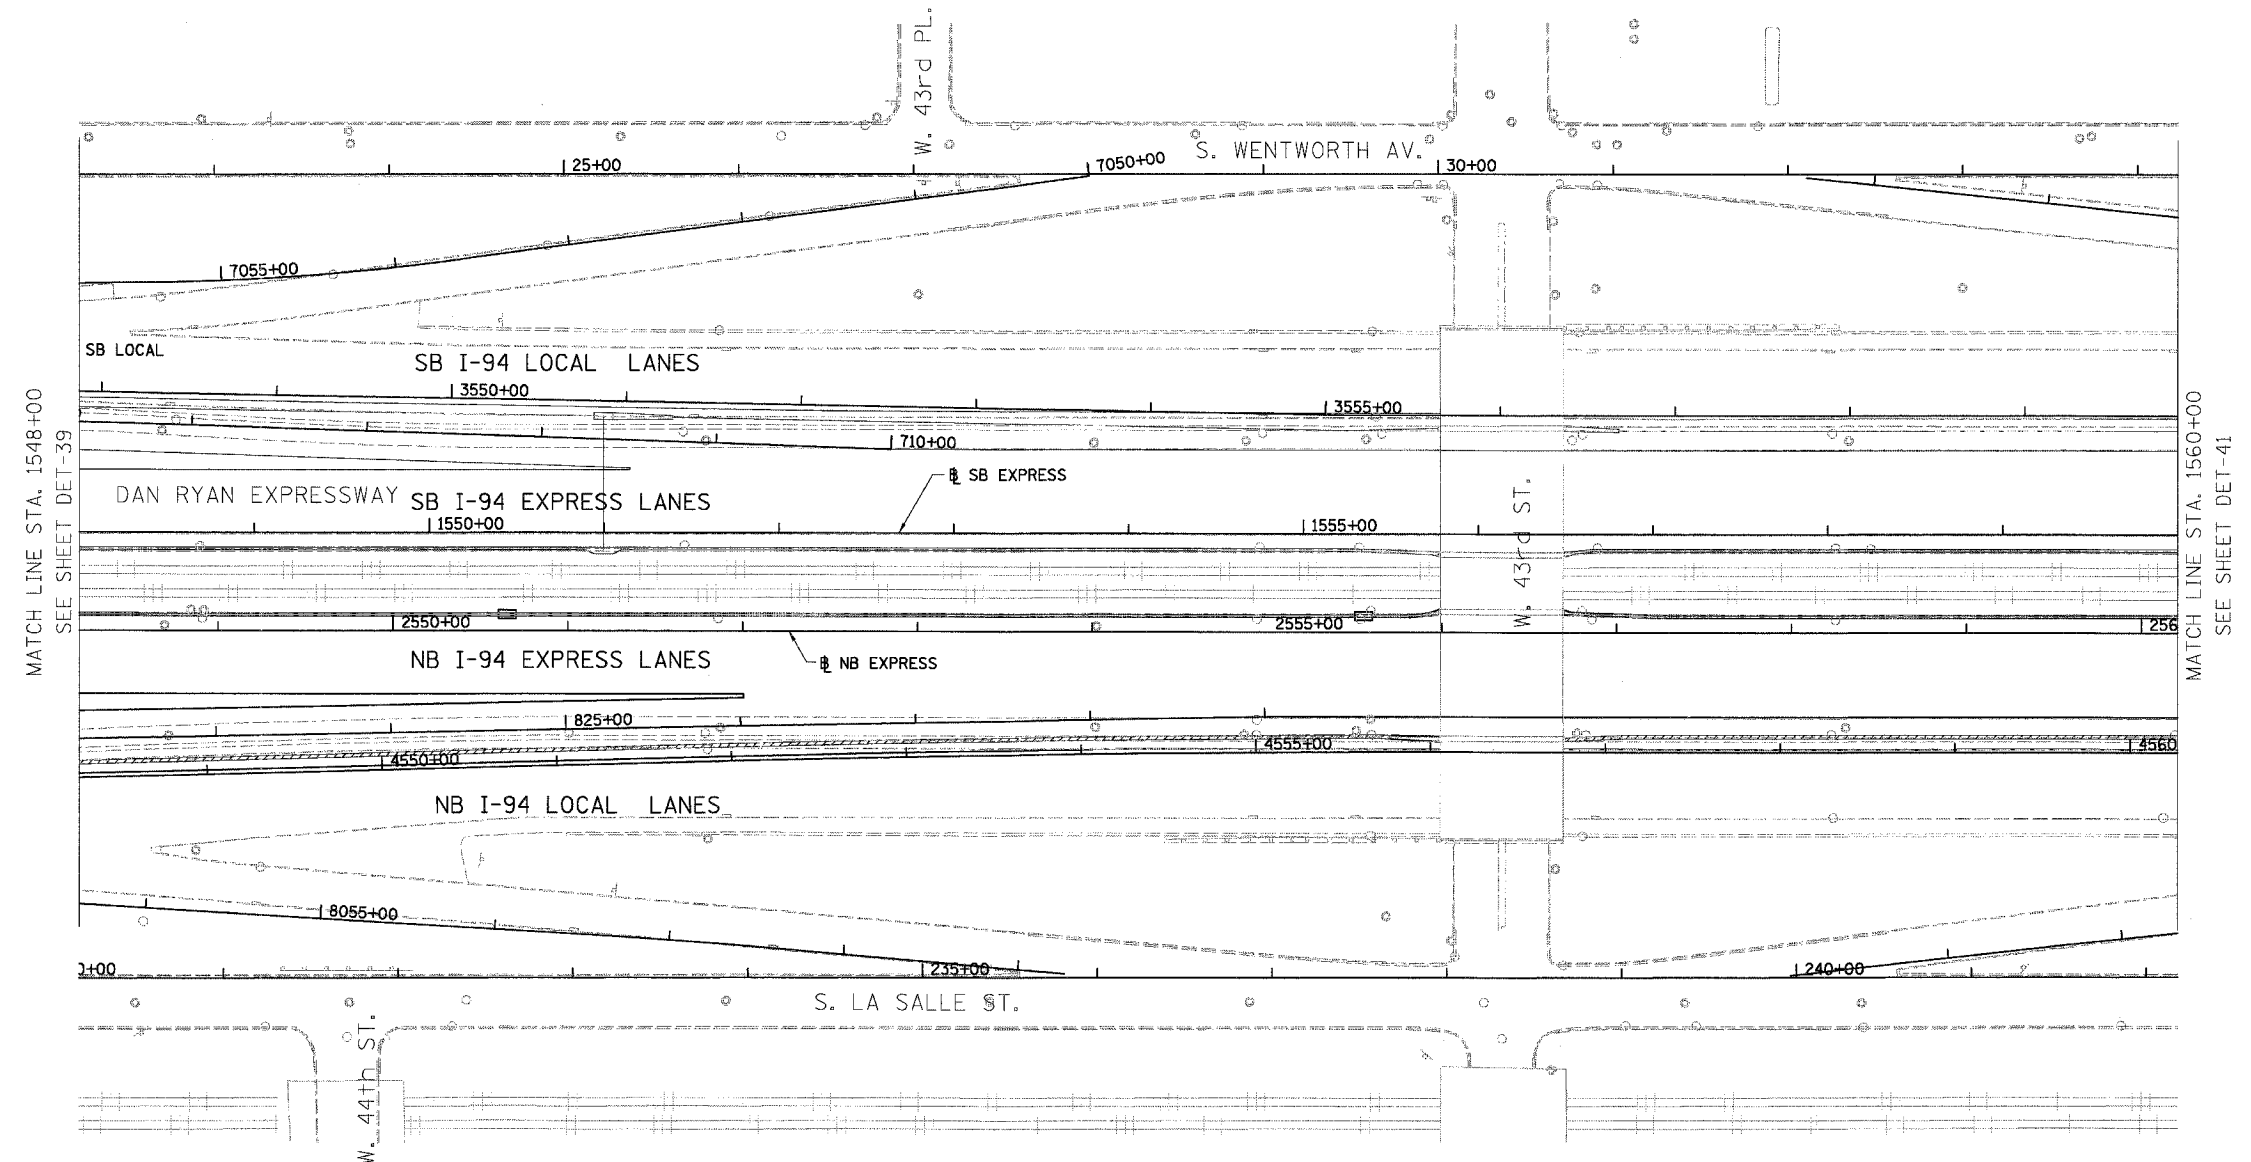 W. 43rd PL.
S. WENTWORTH AV.
25+00
7050+00
30+00
7055+00
SB LOCAL
SB I-94 LOCAL LANES
3550+00
3555+00
710+00
MATCH LINE STA. 1548+00
SEE SHEET DET-39
DAN RYAN EXPRESSWAY
SB I-94 EXPRESS LANES
℄ SB EXPRESS
1550+00
1555+00
W. 43rd ST.
MATCH LINE STA. 1560+00
SEE SHEET DET-41
2550+00
2555+00
256
NB I-94 EXPRESS LANES
℄ NB EXPRESS
825+00
4550+00
4555+00
4560
NB I-94 LOCAL LANES
8055+00
0+00
235+00
240+00
S. LA SALLE ST.
W. 44th ST.